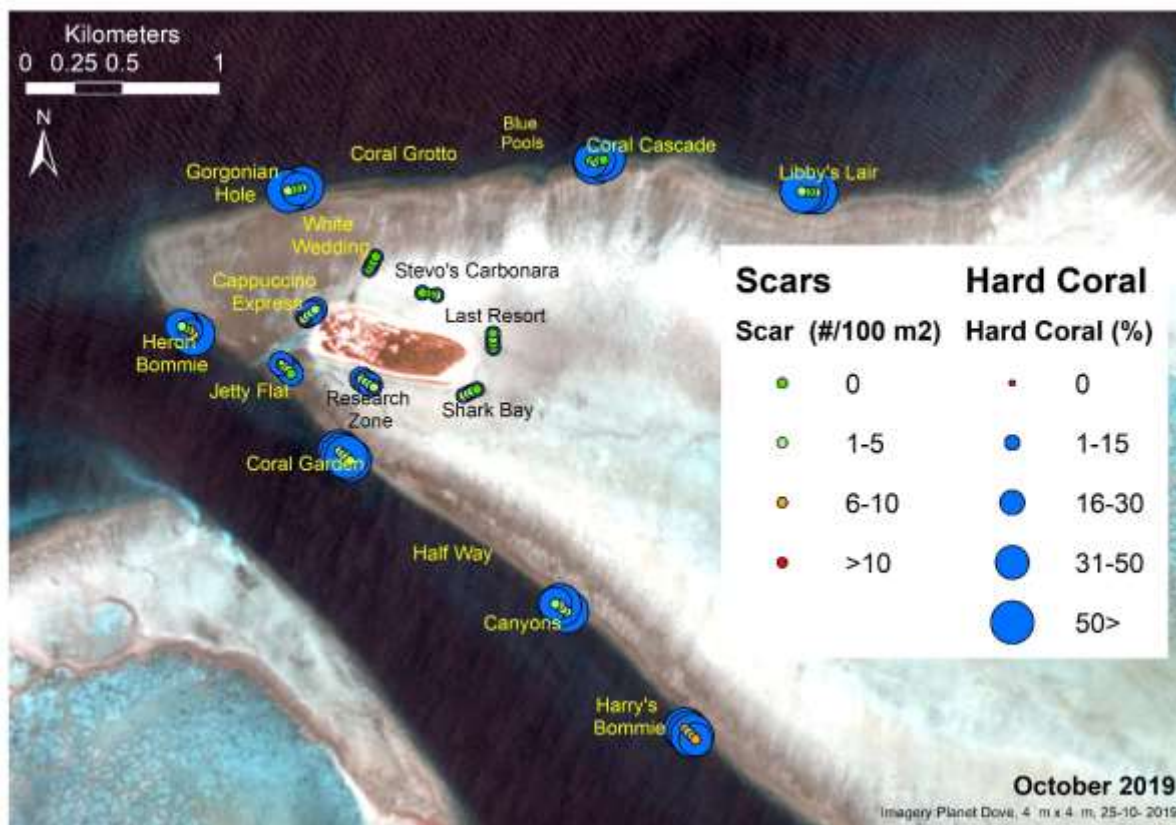 Kilometers
0 0.25 0.5 1
N
Blue
Pools
Coral Grotto
Coral Cascade
Gorgonian
Hole
Libby's Lair
White
Wedding
Stevo's Carbonara
Cappuccino
Express
Last Resort
Heron
Bommie
Jetty Flat
Research
Zone
Shark Bay
Coral Garden
Half Way
Canyons
Harry's
Bommie
Scars Hard Coral
Scar (#/100 m2) Hard Coral (%)
0 0
1-5 1-15
6-10 16-30
>10 31-50
50>
October 2019
Imagery:Planet Dove, 4 m x 4 m, 25-10- 2019